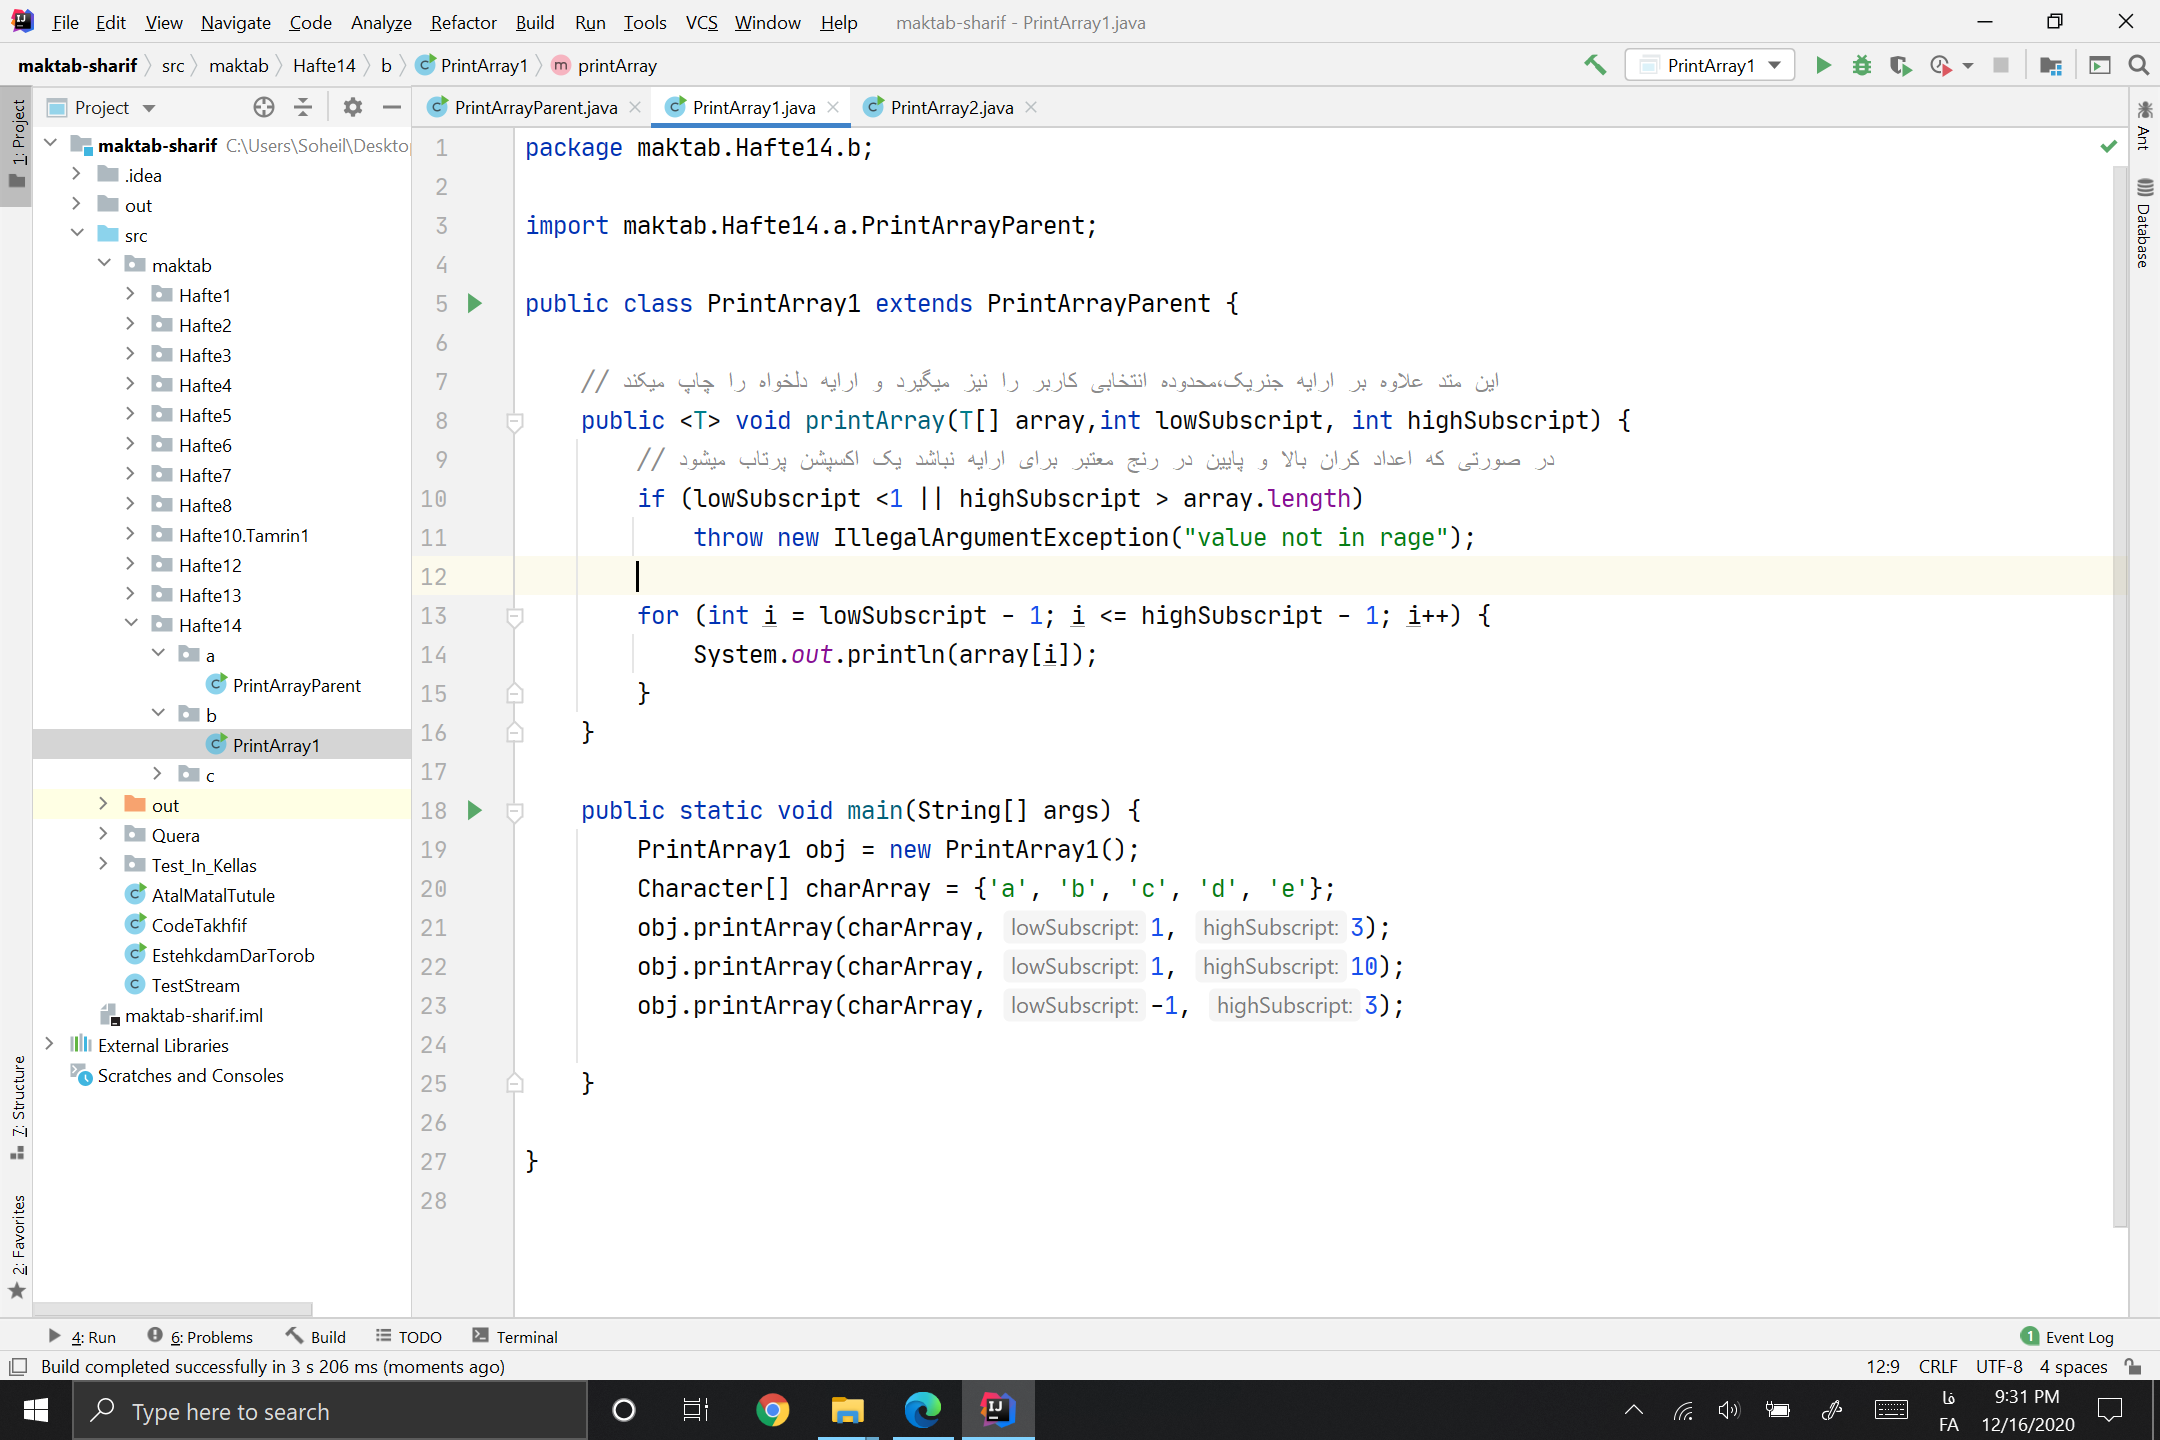 File Edit View Navigate Code Analyze Refactor Build Run Tools VCS Window Help maktab-sharif - PrintArray1.java
maktab-sharif src maktab Hafte14 b PrintArray1 printArray
PrintArray1
1: Project
Project
PrintArrayParent.java PrintArray1.java PrintArray2.java
maktab-sharif C:\Users\Soheil\Deskto
.idea
out
src
maktab
Hafte1
Hafte2
Hafte3
Hafte4
Hafte5
Hafte6
Hafte7
Hafte8
Hafte10.Tamrin1
Hafte12
Hafte13
Hafte14
a
PrintArrayParent
b
PrintArray1
c
out
Quera
Test_In_Kellas
AtalMatalTutule
CodeTakhfif
EstehkdamDarTorob
TestStream
maktab-sharif.iml
External Libraries
Scratches and Consoles
7: Structure
2: Favorites
1 package maktab.Hafte14.b;
2
3 import maktab.Hafte14.a.PrintArrayParent;
4
5 public class PrintArray1 extends PrintArrayParent {
6
7 // این متد علاوه بر ارایه جنریک،محدوده انتخابی کاربر را نیز میگیرد و ارایه دلخواه را چاپ میکند
8 public <T> void printArray(T[] array,int lowSubscript, int highSubscript) {
9 // در صورتی که اعداد کران بالا و پایین در رنج معتبر برای ارایه نباشد یک اکسپشن پرتاب میشود
10 if (lowSubscript <1 || highSubscript > array.length)
11 throw new IllegalArgumentException("value not in rage");
12
13 for (int i = lowSubscript - 1; i <= highSubscript - 1; i++) {
14 System.out.println(array[i]);
15 }
16 }
17
18 public static void main(String[] args) {
19 PrintArray1 obj = new PrintArray1();
20 Character[] charArray = {'a', 'b', 'c', 'd', 'e'};
21 obj.printArray(charArray, lowSubscript: 1, highSubscript: 3);
22 obj.printArray(charArray, lowSubscript: 1, highSubscript: 10);
23 obj.printArray(charArray, lowSubscript: -1, highSubscript: 3);
24
25 }
26
27 }
28
Ant
Database
4: Run 6: Problems Build TODO Terminal 1 Event Log
Build completed successfully in 3 s 206 ms (moments ago) 12:9 CRLF UTF-8 4 spaces
Type here to search
فا
FA
9:31 PM
12/16/2020